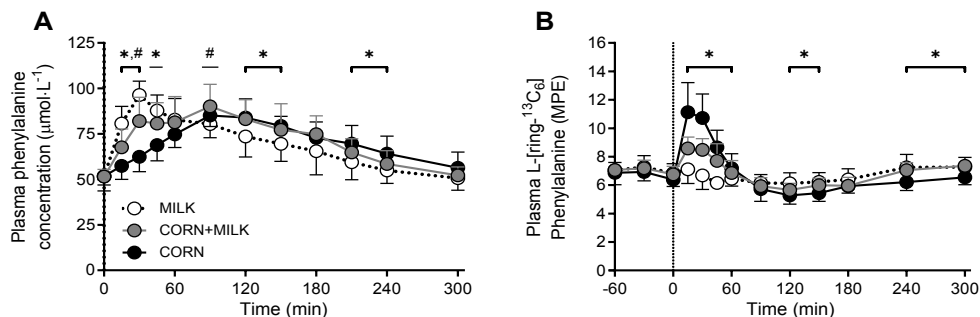 A
Plasma phenylalanine
concentration (μmol·L⁻¹)
125
100
75
50
25
0
*,# * # * *
MILK
CORN+MILK
CORN
0 60 120 180 240 300
Time (min)
B
Plasma L-[ring-¹³C₆]
Phenylalanine (MPE)
16
14
12
10
8
6
4
2
0
* * *
-60 0 60 120 180 240 300
Time (min)